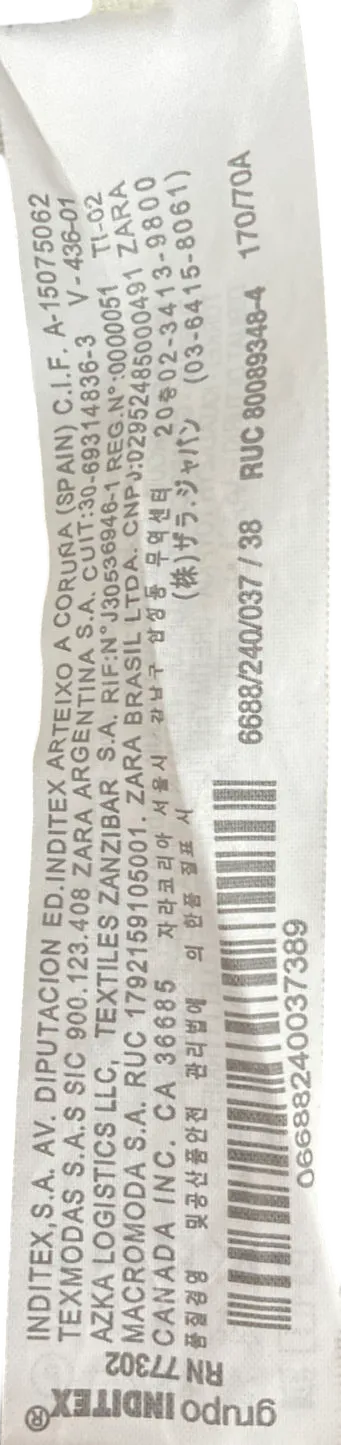 INDITEX,S.A. AV. DIPUTACION ED.INDITEX ARTEIXO A CORUÑA (SPAIN) C.I.F. A-15075062
TEXMODAS S.A.S SIC 900.123.408 ZARA ARGENTINA S.A. CUIT:30-69314836-3 V-436-01
AZKA LOGISTICS LLC, TEXTILES ZANZIBAR S.A. RIF:N°J30536946-1 REG.N°:0000051 TI-02
MACROMODA S.A. RUC 1792159105001. ZARA BRASIL LTDA. CNPJ:02952485000491 ZARA
CANADA INC. CA 36685 자라코리아 서울시 강남구 삼성동 무역센터 20층02-3413-9800
품질경영 및공산품안전 관리법에 의한품질표시 (株)ザラ.ジャパン (03-6415-8061)
6688/240/037 / 38 RUC 80089348-4 170/70A
06688240037389
RN 77302
grupo INDITEX®